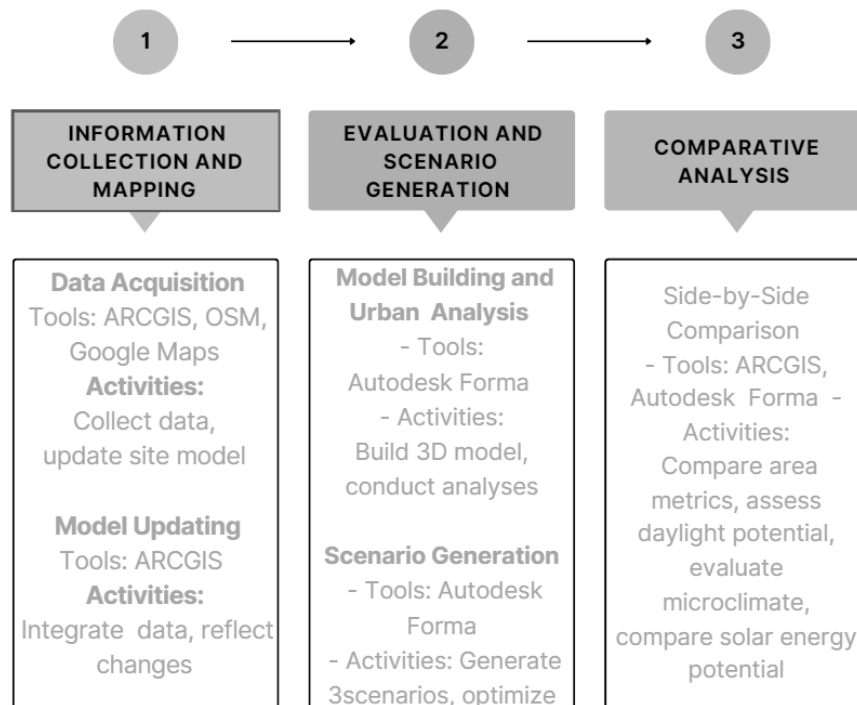 1
2
3
INFORMATION
COLLECTION AND
MAPPING
EVALUATION AND
SCENARIO
GENERATION
COMPARATIVE
ANALYSIS
Data Acquisition
Tools: ARCGIS, OSM,
Google Maps
Activities:
Collect data,
update site model
Model Updating
Tools: ARCGIS
Activities:
Integrate data, reflect
changes
Model Building and
Urban Analysis
- Tools:
Autodesk Forma
- Activities:
Build 3D model,
conduct analyses
Scenario Generation
- Tools: Autodesk
Forma
- Activities: Generate
3scenarios, optimize
Side-by-Side
Comparison
- Tools: ARCGIS,
Autodesk Forma -
Activities:
Compare area
metrics, assess
daylight potential,
evaluate
microclimate,
compare solar energy
potential